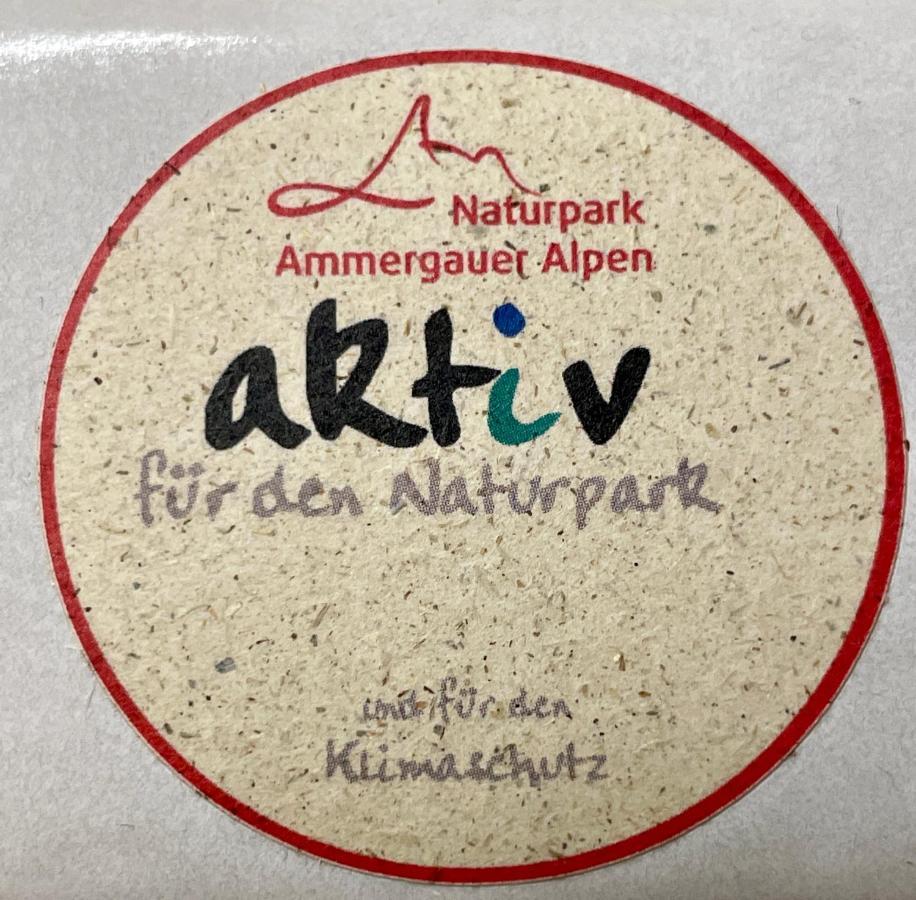 Naturpark
Ammergauer Alpen
aktiv
für den Naturpark
und für den
Klimaschutz